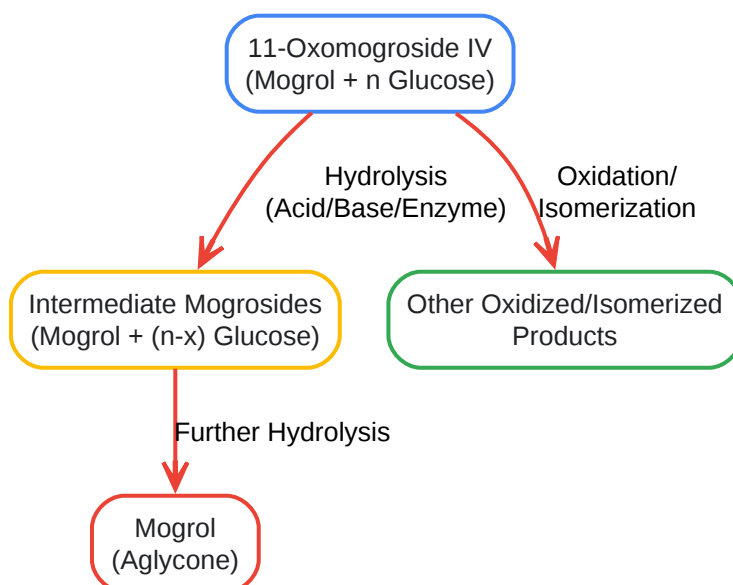 11-Oxomogroside IV
(Mogrol + n Glucose)
Hydrolysis
(Acid/Base/Enzyme)
Oxidation/
Isomerization
Intermediate Mogrosides
(Mogrol + (n-x) Glucose)
Other Oxidized/Isomerized
Products
Further Hydrolysis
Mogrol
(Aglycone)